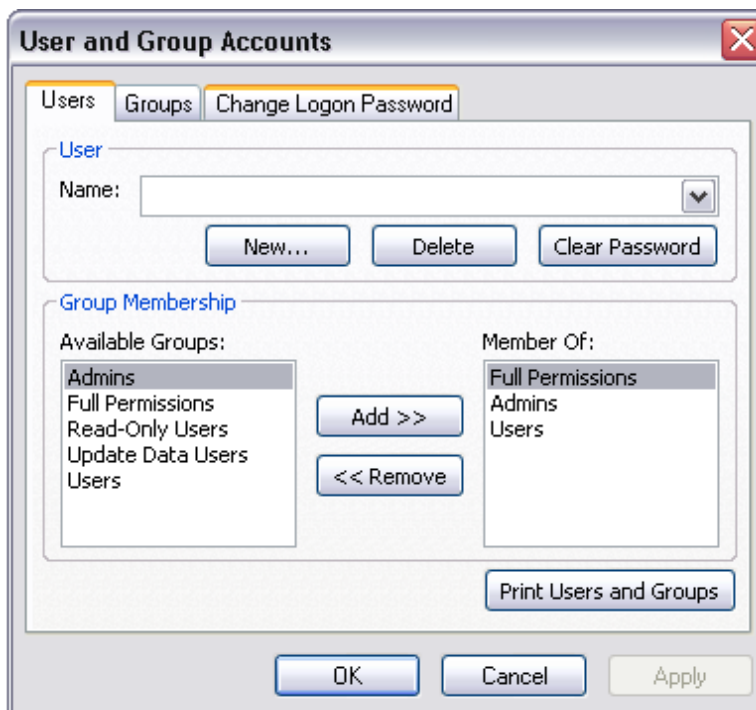 User and Group Accounts
Users Groups Change Logon Password
User
Name:
New... Delete Clear Password
Group Membership
Available Groups: Member Of:
Admins Full Permissions
Full Permissions Admins
Read-Only Users Add >> Users
Update Data Users
Users << Remove
Print Users and Groups
OK Cancel Apply